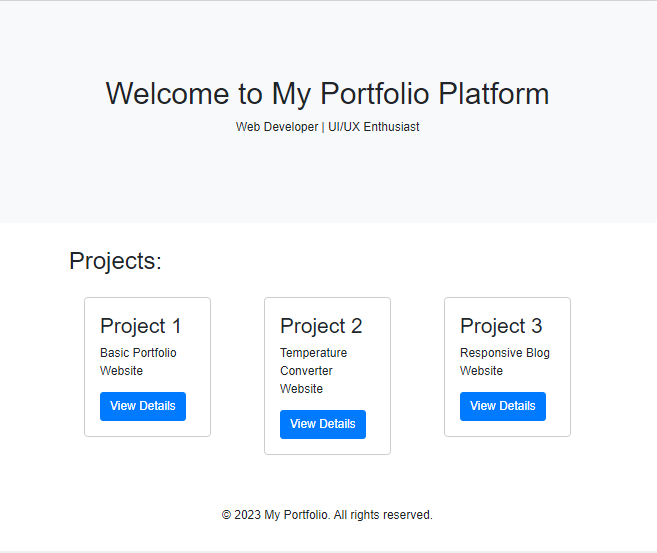 Welcome to My Portfolio Platform
Web Developer | UI/UX Enthusiast
Projects:
Project 1
Basic Portfolio
Website
View Details
Project 2
Temperature
Converter
Website
View Details
Project 3
Responsive Blog
Website
View Details
© 2023 My Portfolio. All rights reserved.